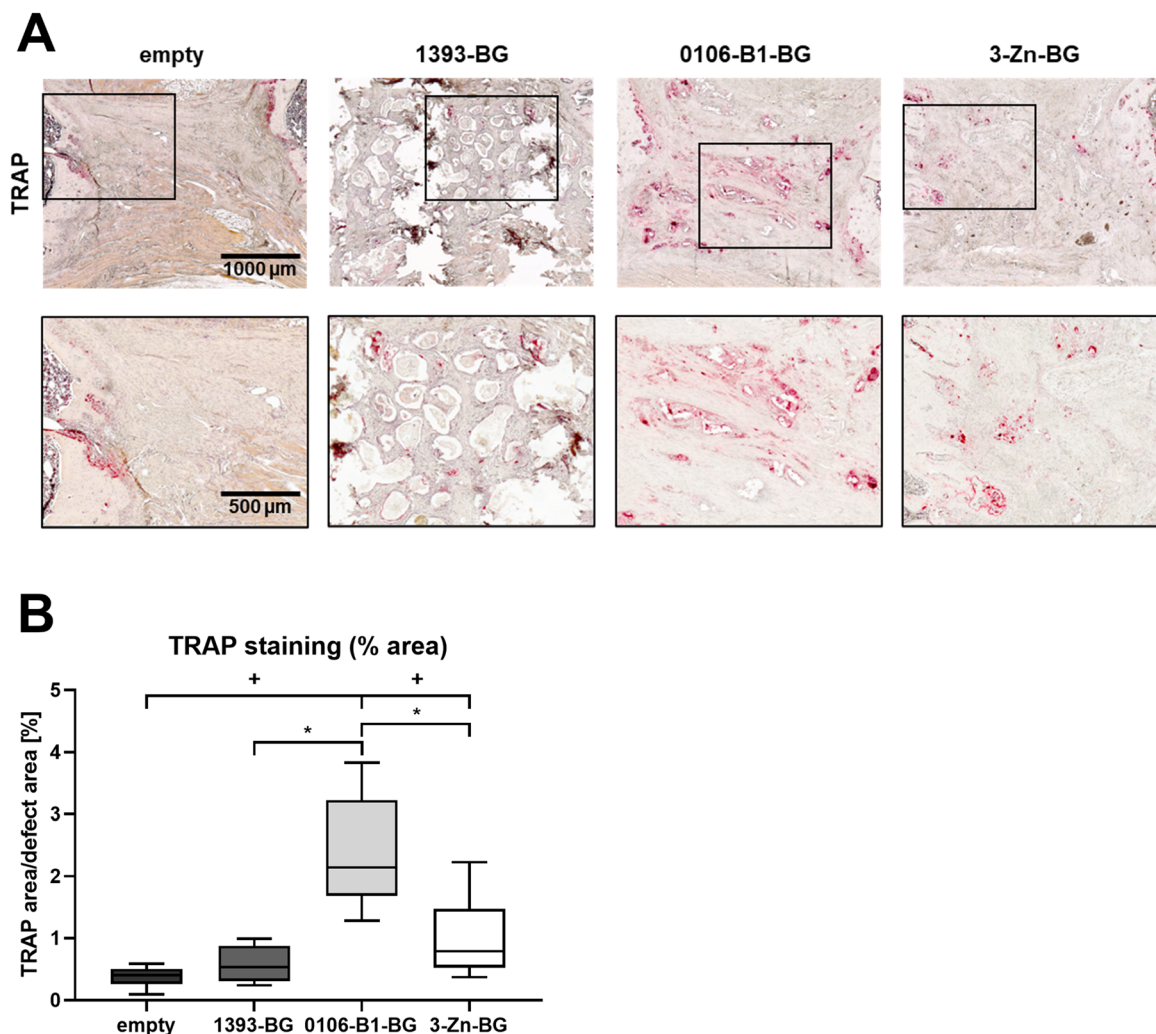 A
empty 1393-BG 0106-B1-BG 3-Zn-BG
TRAP
1000 µm
500 µm
B
TRAP staining (% area)
+ +
* *
TRAP area/defect area [%]
5
4
3
2
1
0
empty 1393-BG 0106-B1-BG 3-Zn-BG